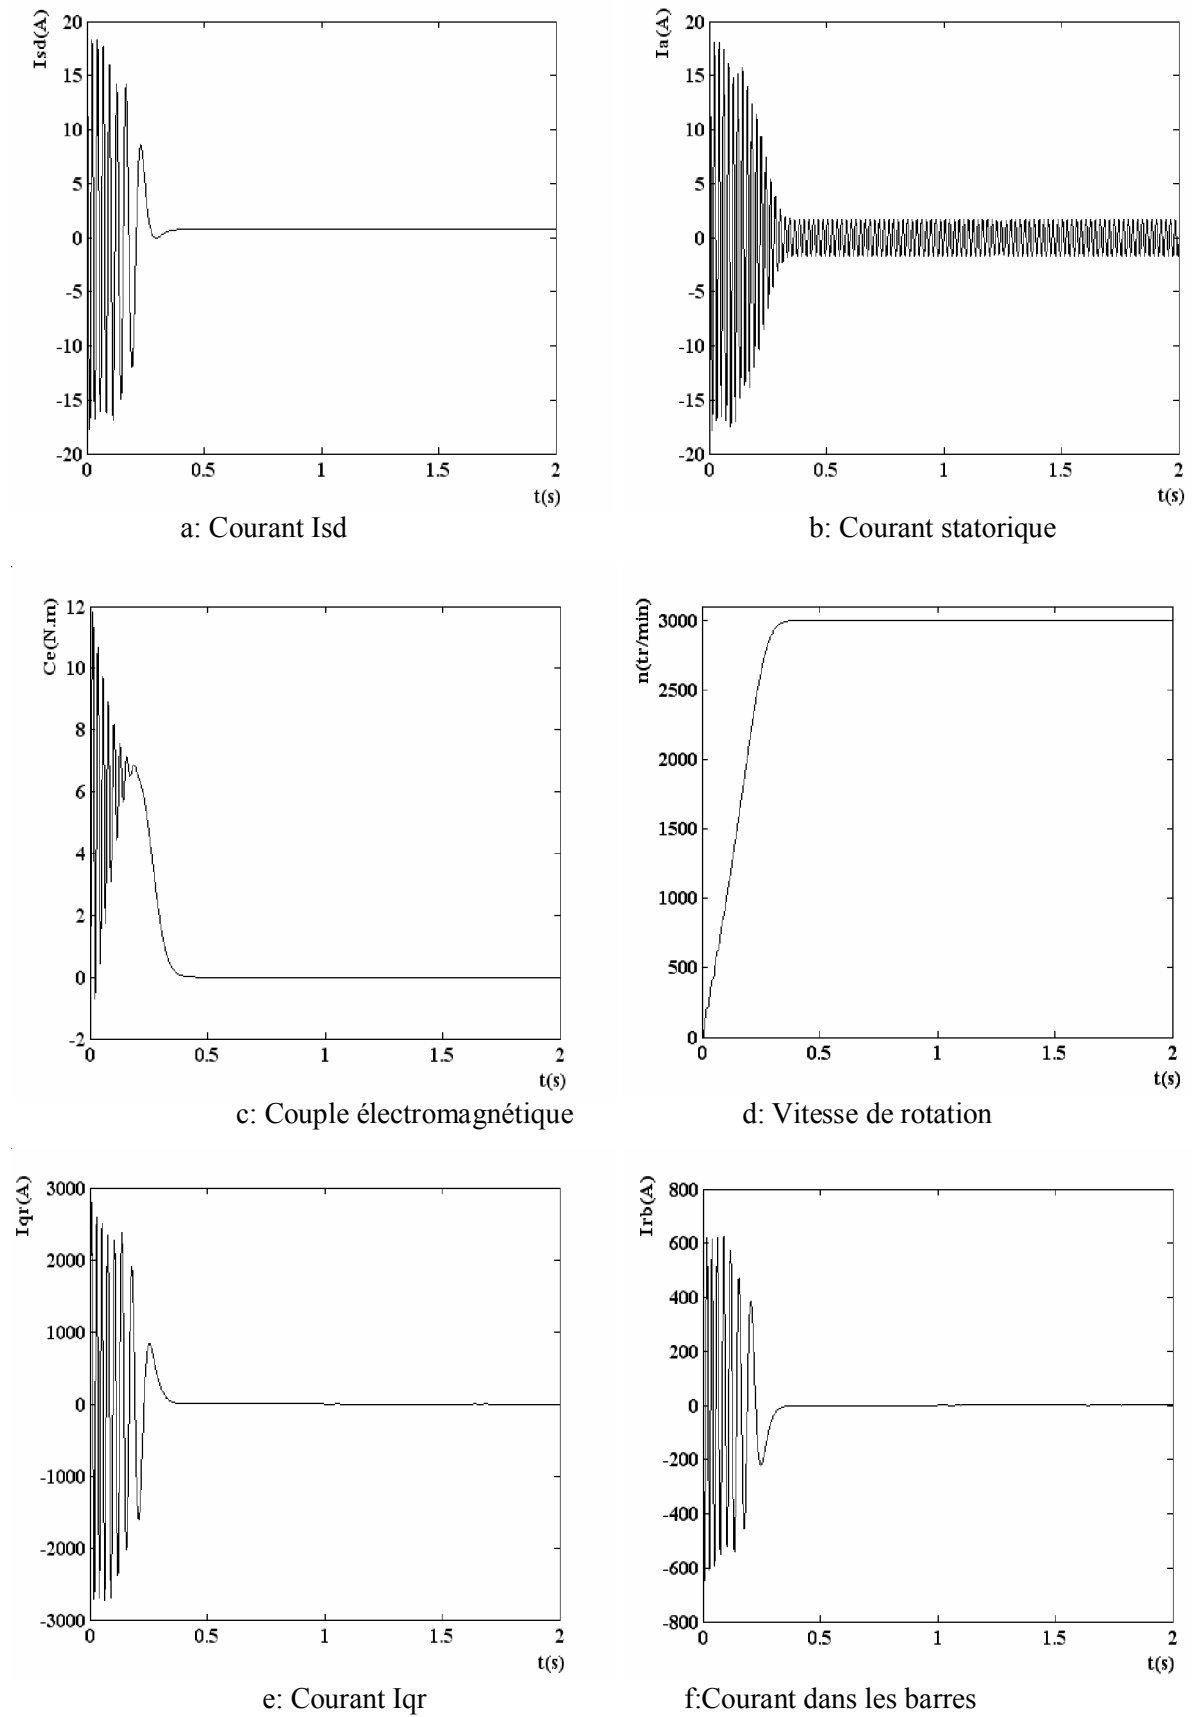 Isd(A)
20
15
10
5
0
-5
-10
-15
-20
0 0.5 1 1.5 2
t(s)
a: Courant Isd
Ia(A)
20
15
10
5
0
-5
-10
-15
-20
0 0.5 1 1.5 2
t(s)
b: Courant statorique
Ce(N.m)
12
10
8
6
4
2
0
-2
0 0.5 1 1.5 2
t(s)
c: Couple électromagnétique
n(tr/min)
3000
2500
2000
1500
1000
500
0
0 0.5 1 1.5 2
t(s)
d: Vitesse de rotation
Iqr(A)
3000
2000
1000
0
-1000
-2000
-3000
0 0.5 1 1.5 2
t(s)
e: Courant Iqr
Irb(A)
800
600
400
200
0
-200
-400
-600
-800
0 0.5 1 1.5 2
t(s)
f:Courant dans les barres